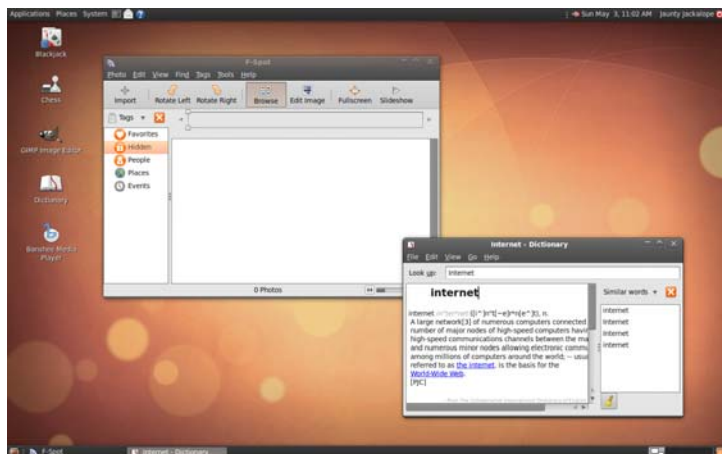 Applications Places System
Sun May 3, 11:02 AM Jaunty Jackalope
Blackjack
Chess
GIMP Image Editor
Dictionary
Banshee Media
Player
F-Spot
Photo Edit View Find Tags Tools Help
Import Rotate Left Rotate Right Browse Edit Image Fullscreen Slideshow
Tags
Favorites
Hidden
People
Places
Events
0 Photos
Internet - Dictionary
File Edit View Go Help
Look up: Internet
Similar words
internet
internet
internet
internet
internet
internet
A large network[3] of numerous computers connected
number of major nodes of high-speed computers havin
high-speed communications channels between the ma
and numerous minor nodes allowing electronic commu
among millions of computers around the world; -- usua
referred to as the internet. Is the basis for the
World-Wide Web.
[PJC]
F-Spot
Internet - Dictionary